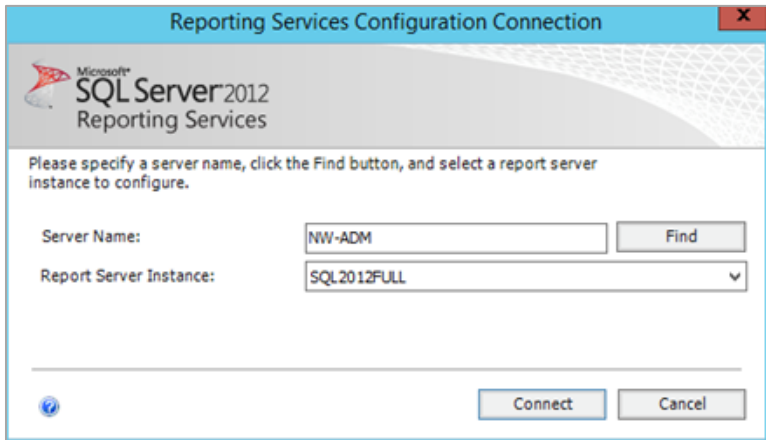 Reporting Services Configuration Connection
x
Microsoft®
SQL Server 2012
Reporting Services
Please specify a server name, click the Find button, and select a report server
instance to configure.
Server Name: NW-ADM Find
Report Server Instance: SQL2012FULL
? Connect Cancel